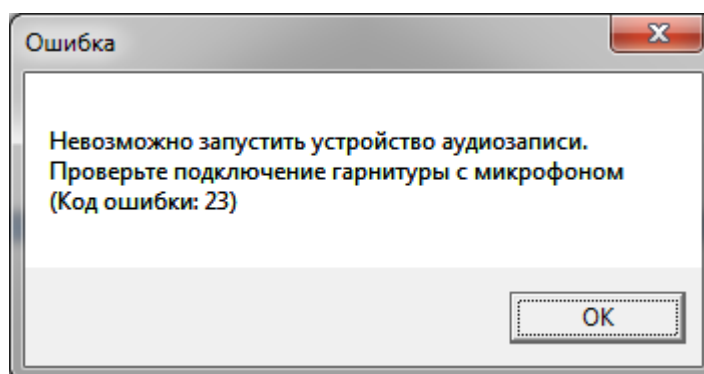 Ошибка
Невозможно запустить устройство аудиозаписи.
Проверьте подключение гарнитуры с микрофоном
(Код ошибки: 23)
OK